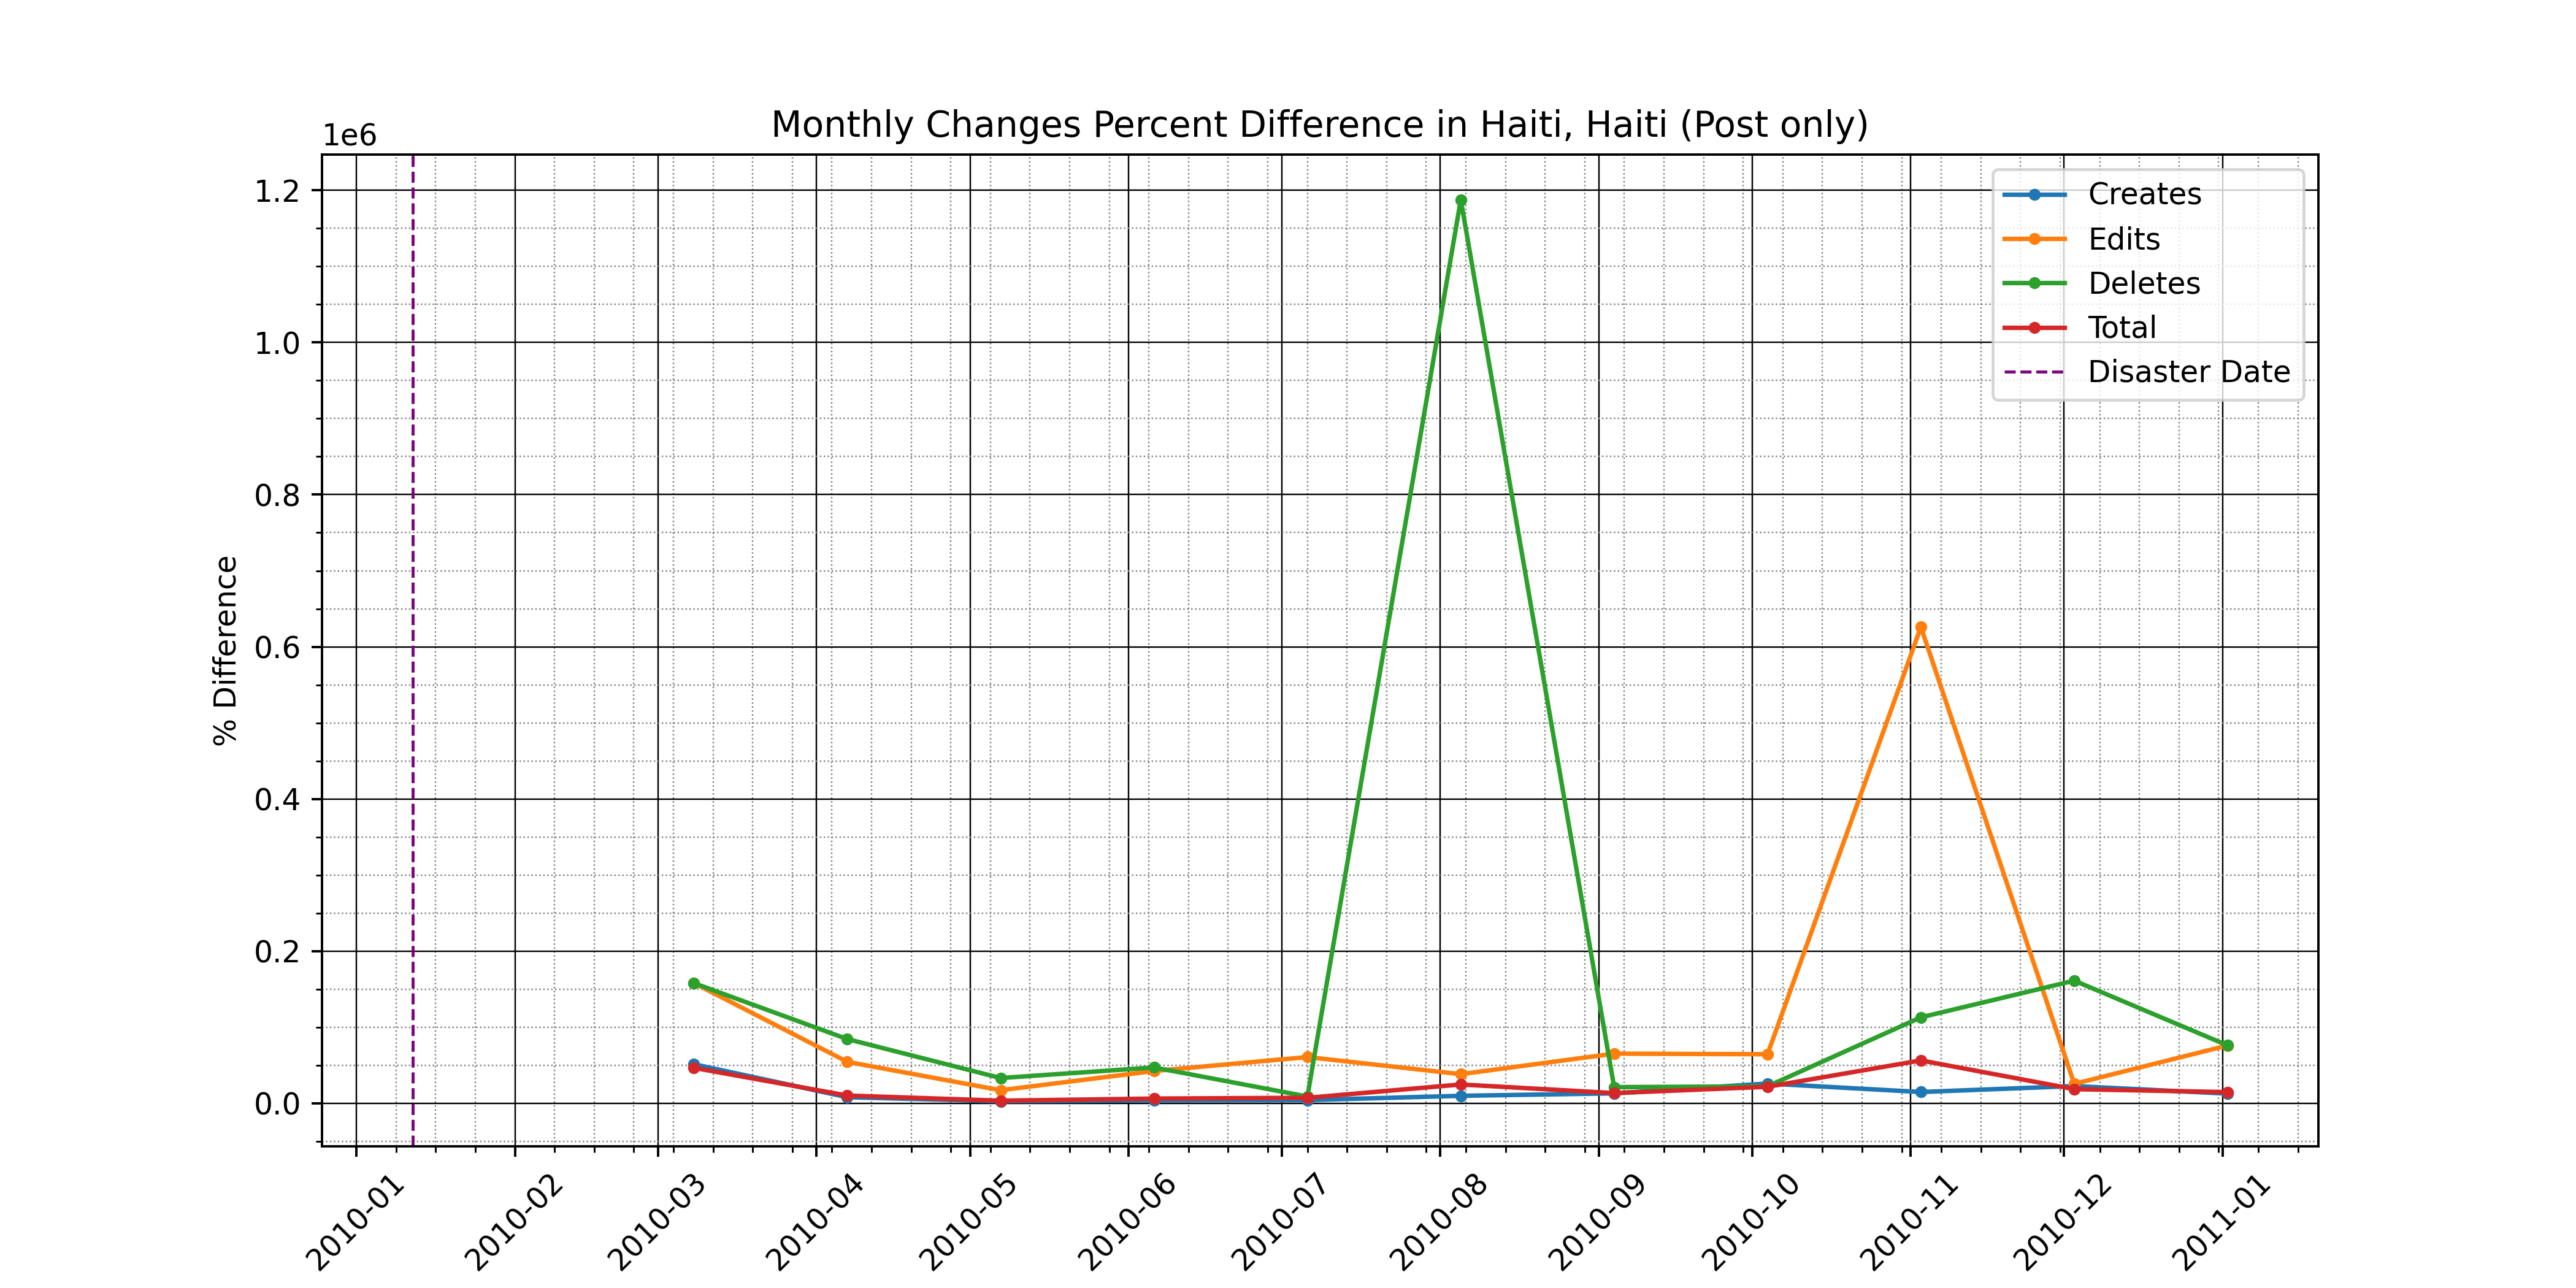 Monthly Changes Percent Difference in Haiti, Haiti (Post only)
1e6
1.2
1.0
0.8
0.6
0.4
0.2
0.0
% Difference
Creates
Edits
Deletes
Total
Disaster Date
2010-01
2010-02
2010-03
2010-04
2010-05
2010-06
2010-07
2010-08
2010-09
2010-10
2010-11
2010-12
2011-01